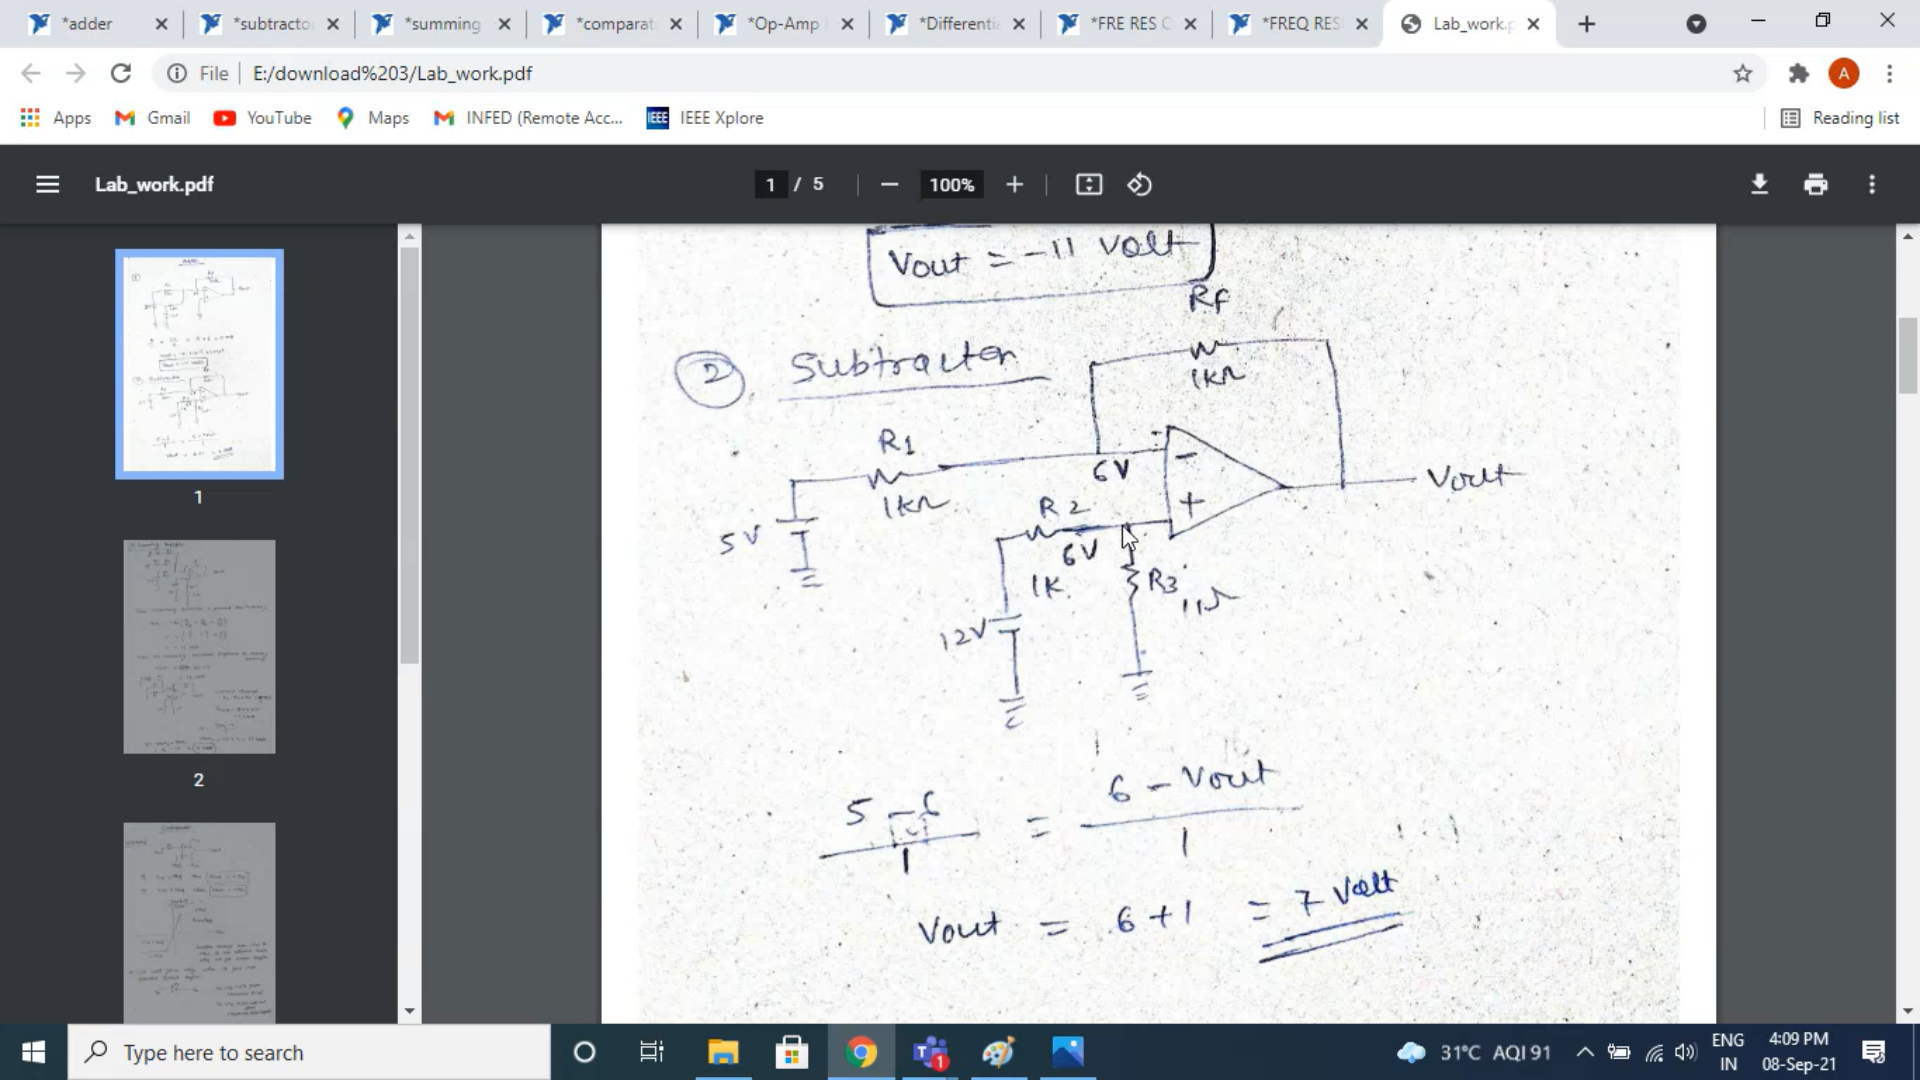 *adder
*subtracto
*summing
*comparat
*Op-Amp
*Differenti
*FRE RES C
*FREQ RES
Lab_work.p
File
E:/download%203/Lab_work.pdf
A
Apps
Gmail
YouTube
Maps
INFED (Remote Acc...
IEEE
IEEE Xplore
Reading list
Lab_work.pdf
1 / 5
100%
1
2
Vout = -11 volt
Rf
2 Subtractor
1kΩ
R1
1kΩ
6V
-
+
Vout
5V
R2
6V
1K.
R3
12V
5 - 6 = 6 - Vout
1 1
Vout = 6 + 1 = 7 Volt
Type here to search
1
31°C AQI 91
ENG
IN
4:09 PM
08-Sep-21